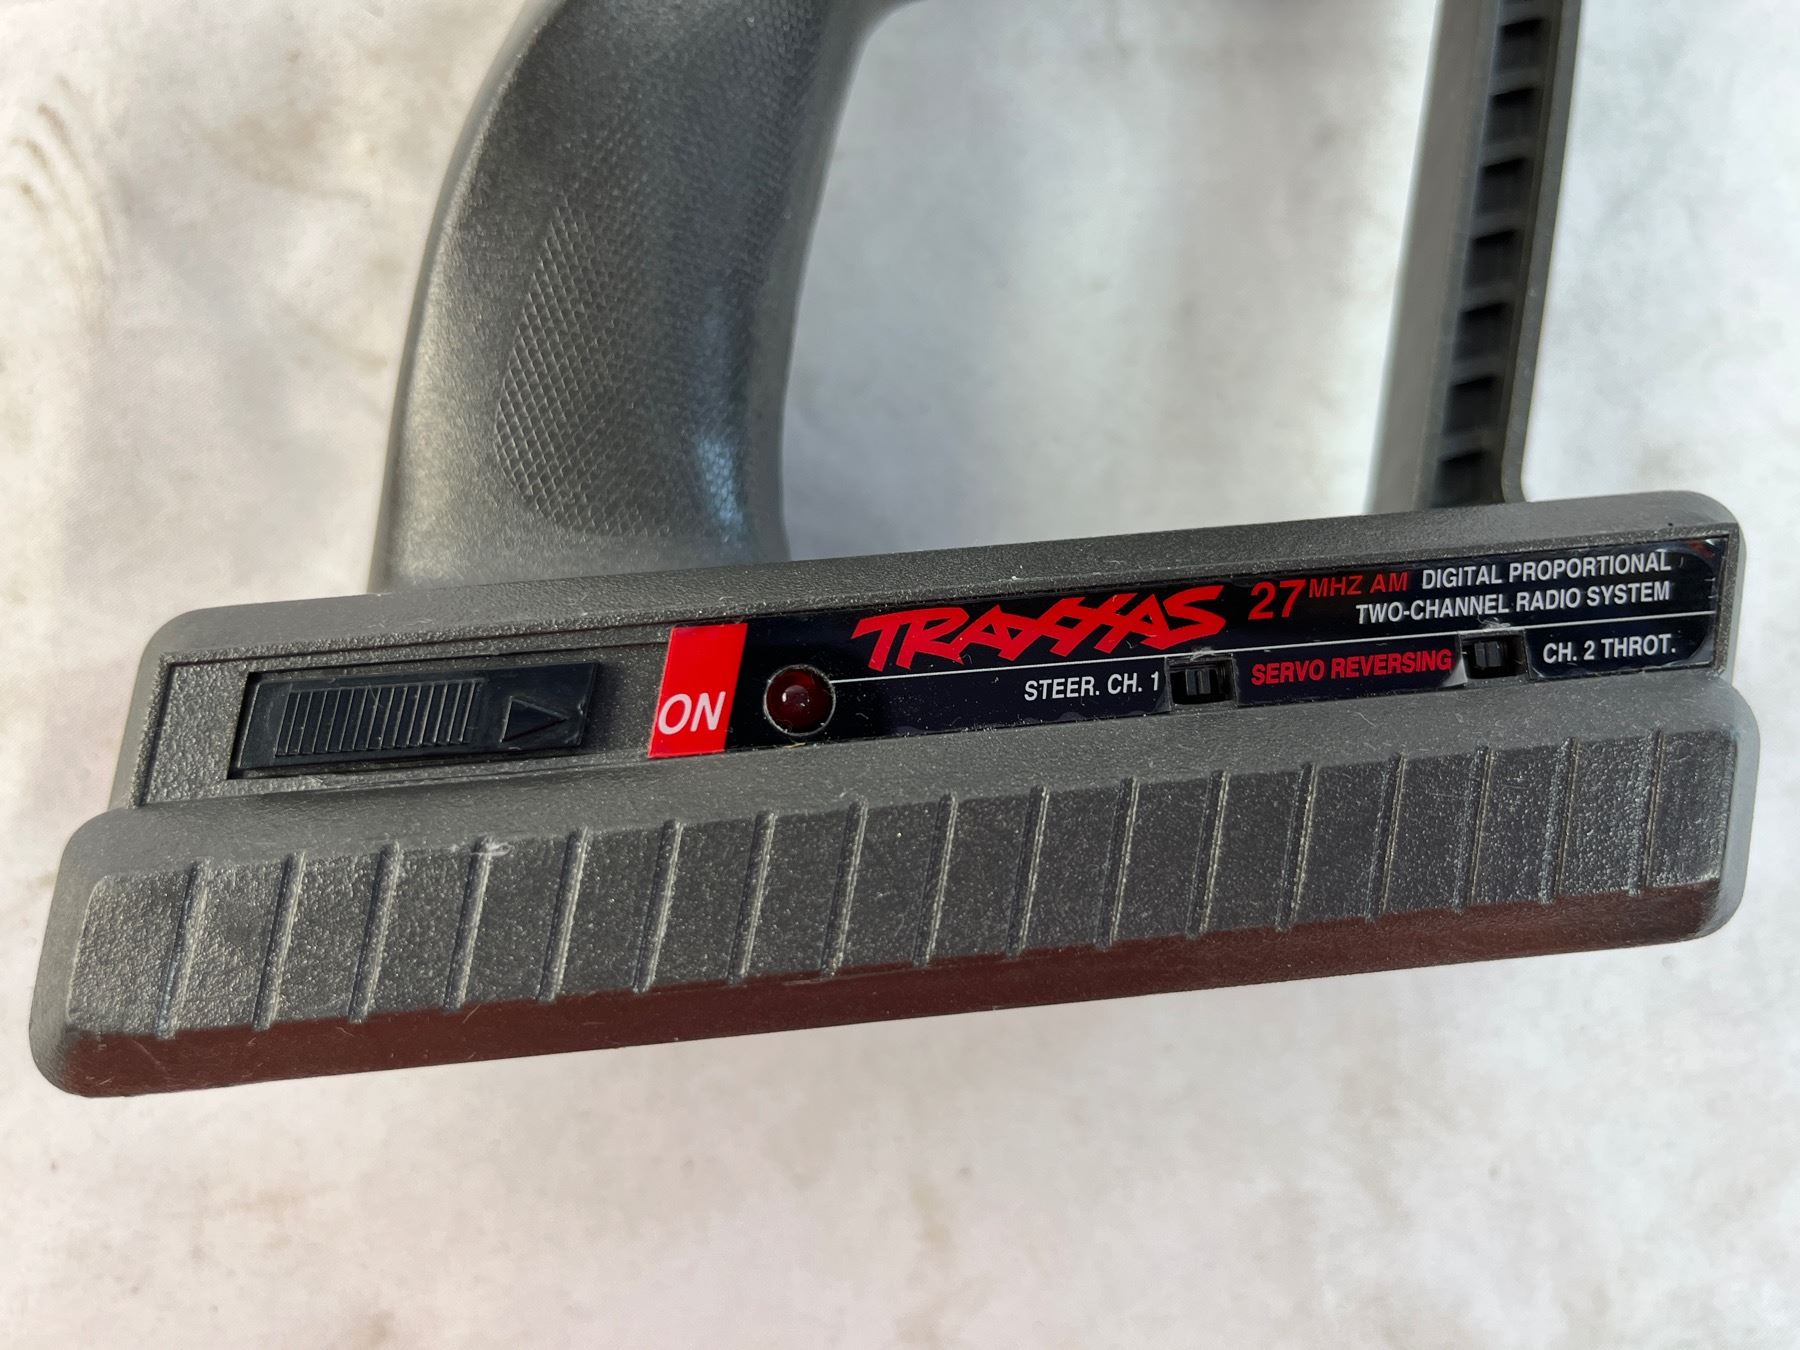 TRAXXAS 27 MHZ AM DIGITAL PROPORTIONAL
TWO-CHANNEL RADIO SYSTEM
ON
STEER. CH. 1 SERVO REVERSING CH. 2 THROT.